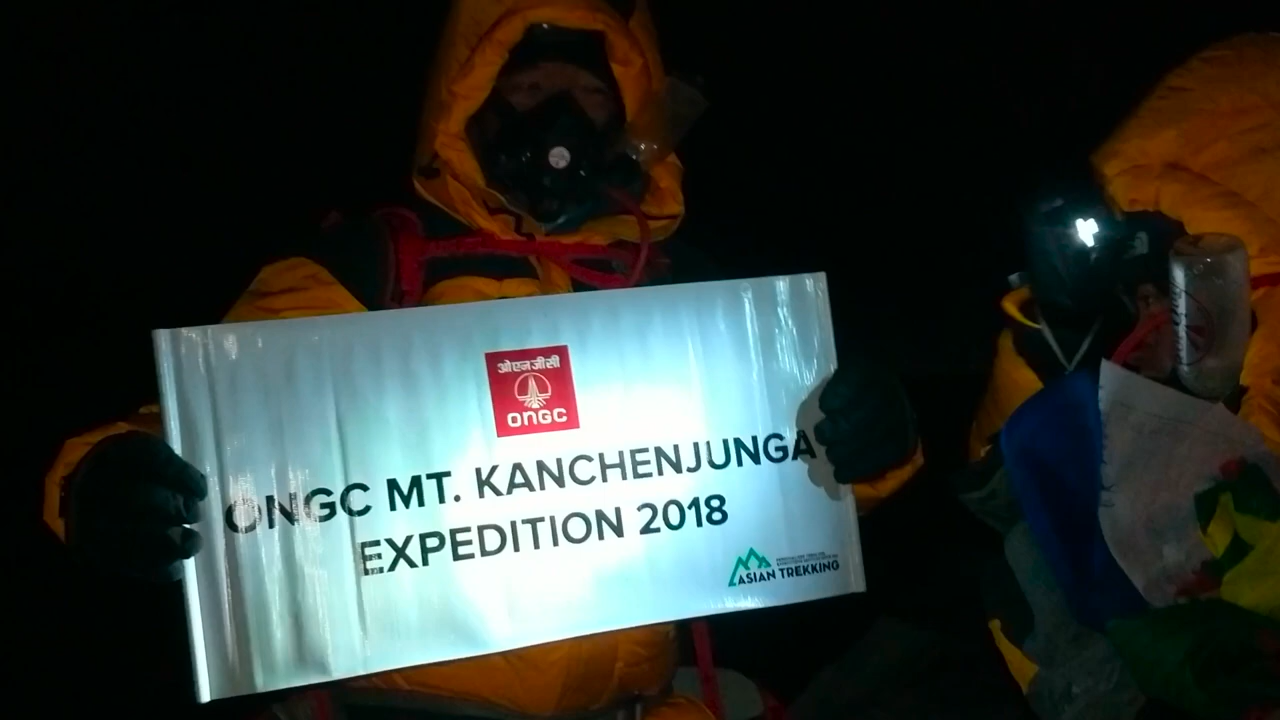 ओएनजीसी
ONGC
ONGC MT. KANCHENJUNGA
EXPEDITION 2018
ASIAN TREKKING